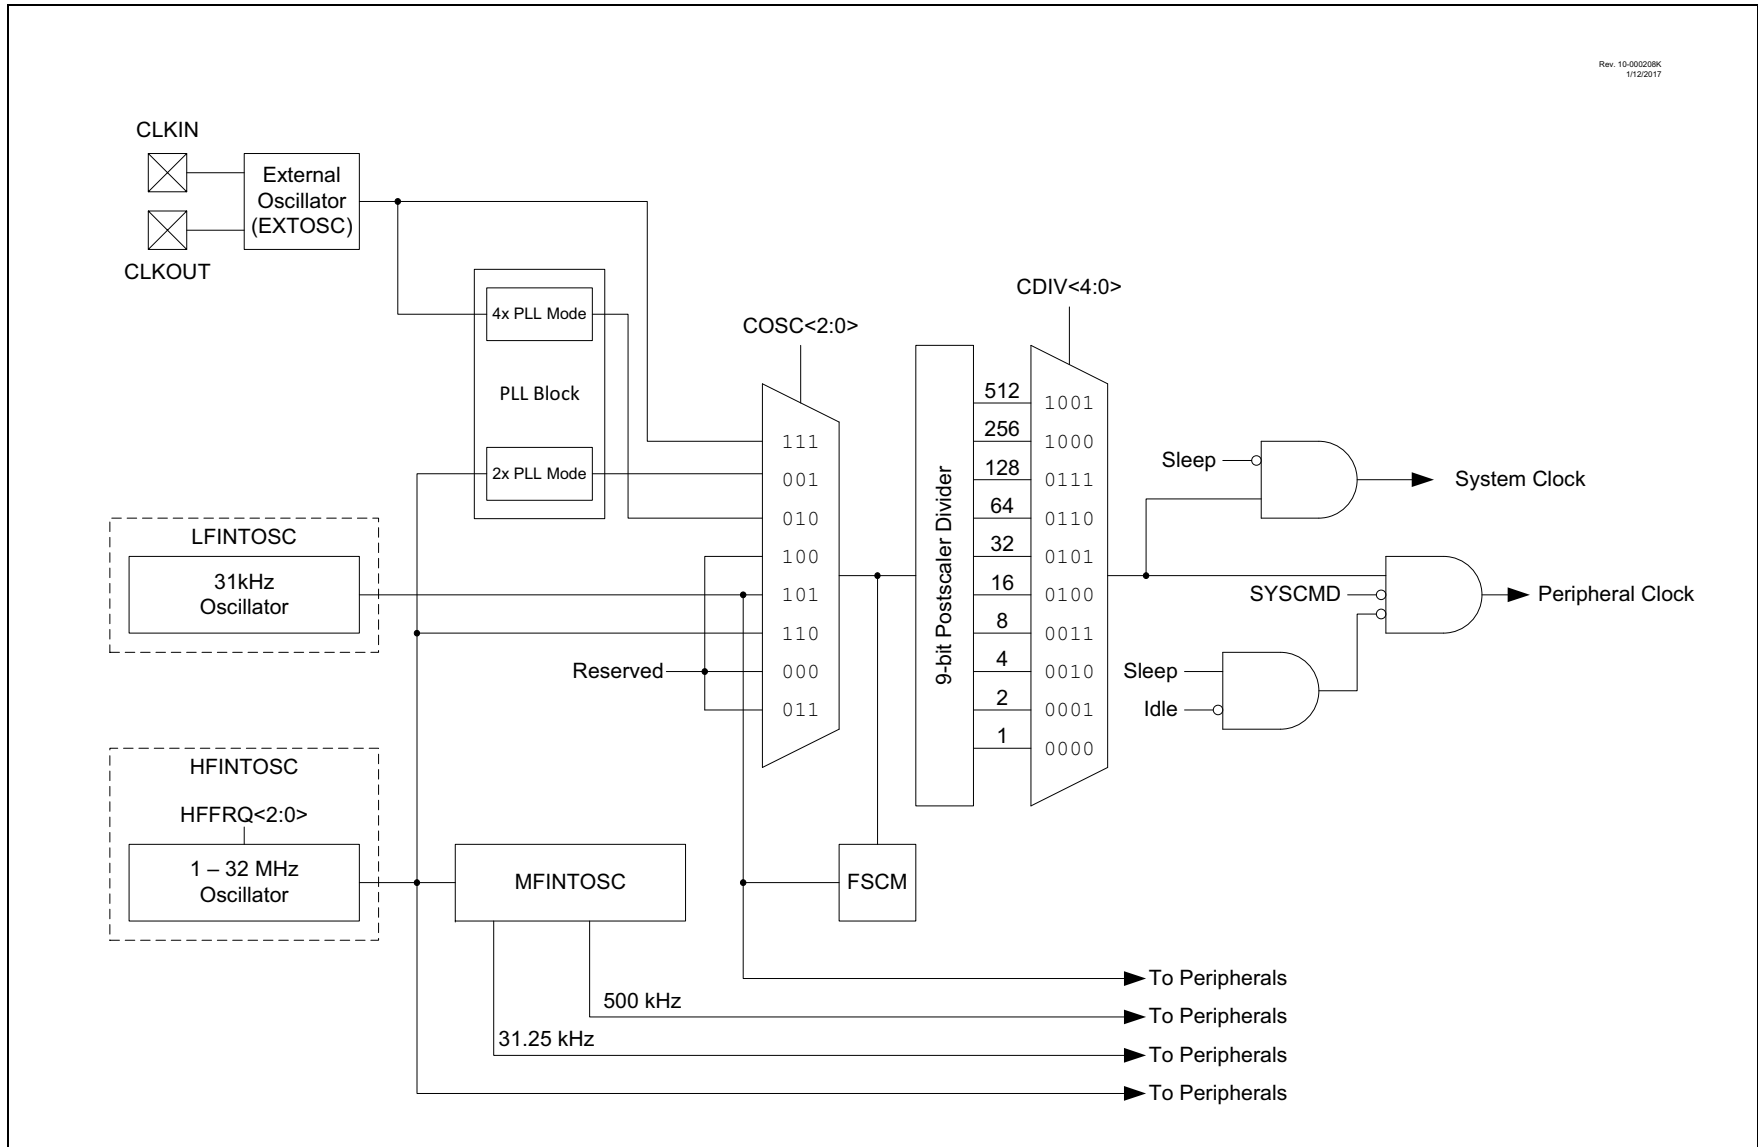 Rev. 10-000208K
1/12/2017
CLKIN
External
Oscillator
(EXTOSC)
CLKOUT
4x PLL Mode
PLL Block
2x PLL Mode
COSC<2:0>
111
001
010
100
101
110
000
011
LFINTOSC
31kHz
Oscillator
Reserved
HFINTOSC
HFFRQ<2:0>
1 – 32 MHz
Oscillator
MFINTOSC
FSCM
9-bit Postscaler Divider
CDIV<4:0>
512 1001
256 1000
128 0111
64 0110
32 0101
16 0100
8 0011
4 0010
2 0001
1 0000
Sleep
System Clock
SYSCMD
Peripheral Clock
Sleep
Idle
To Peripherals
500 kHz
To Peripherals
31.25 kHz
To Peripherals
To Peripherals